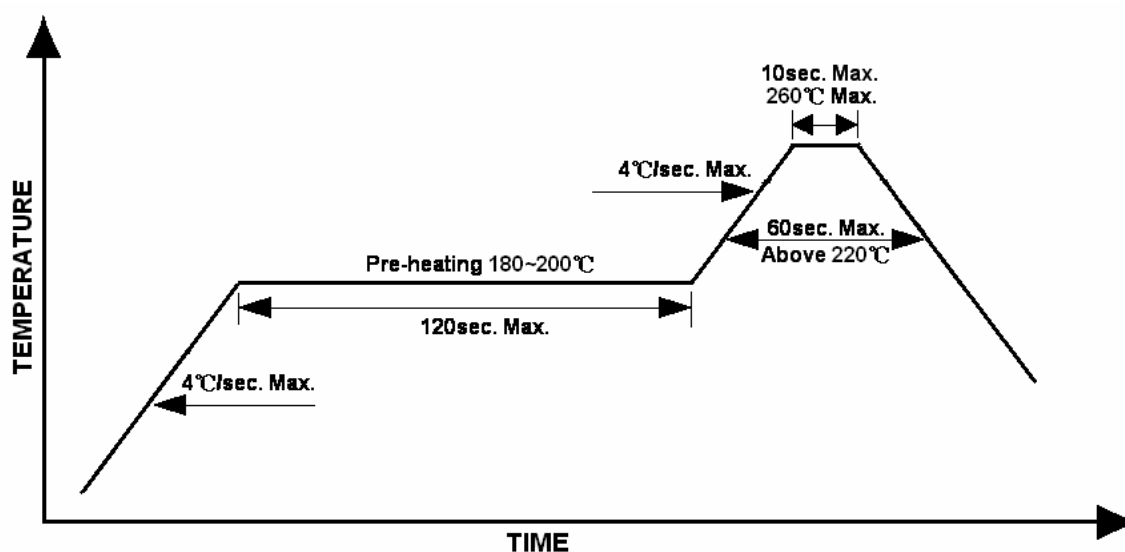 10sec. Max.
260℃ Max.
4℃/sec. Max.
60sec. Max.
Above 220℃
Pre-heating 180~200℃
120sec. Max.
4℃/sec. Max.
TEMPERATURE
TIME